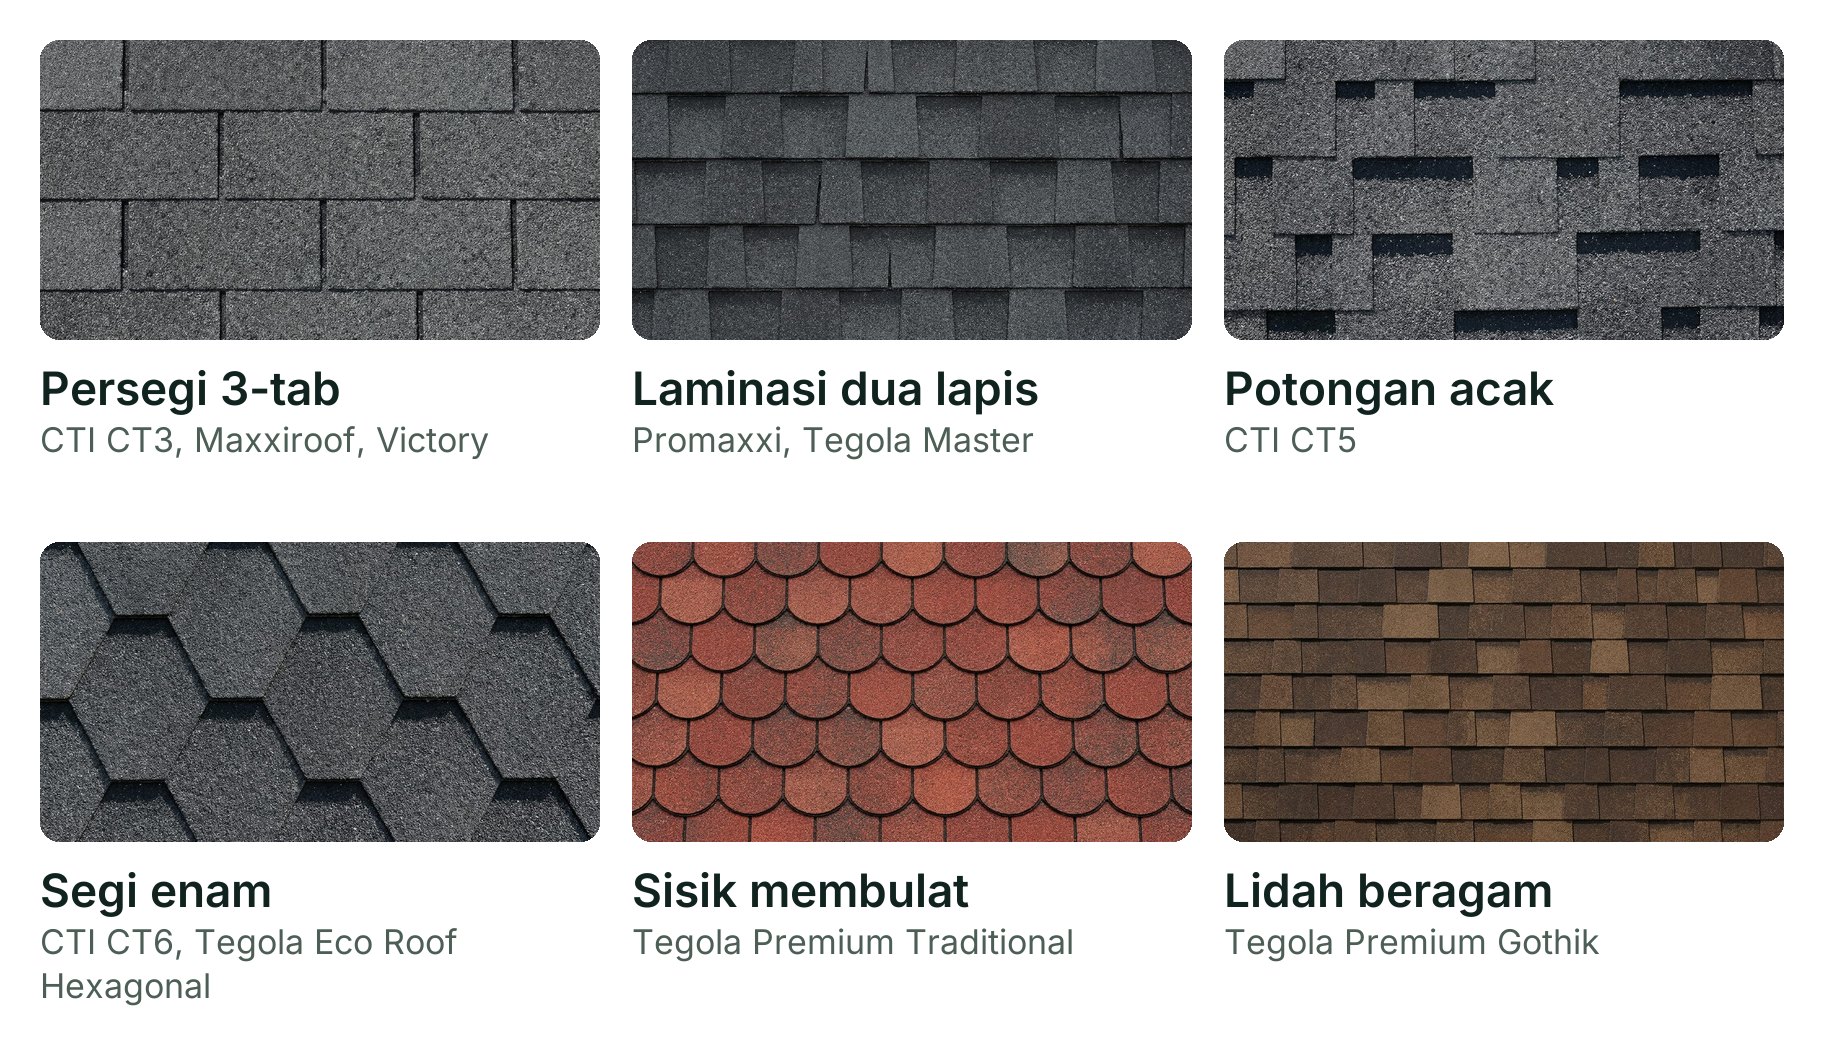 Persegi 3-tab
CTI CT3, Maxxiroof, Victory
Laminasi dua lapis
Promaxxi, Tegola Master
Potongan acak
CTI CT5
Segi enam
CTI CT6, Tegola Eco Roof
Hexagonal
Sisik membulat
Tegola Premium Traditional
Lidah beragam
Tegola Premium Gothik